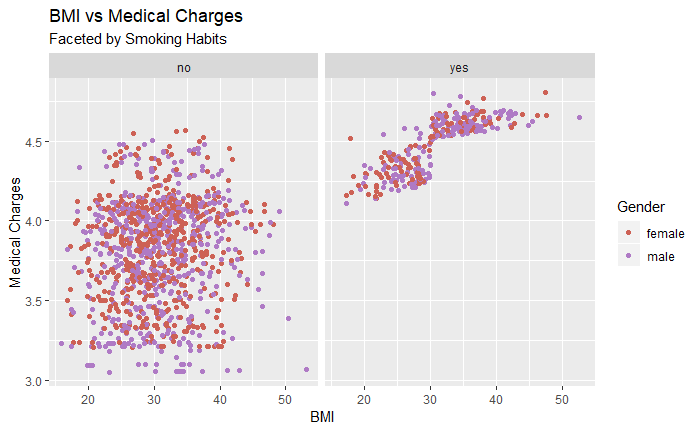 BMI vs Medical Charges
Faceted by Smoking Habits
no
yes
Medical Charges
4.5
4.0
3.5
3.0
20 30 40 50
20 30 40 50
BMI
Gender
female
male